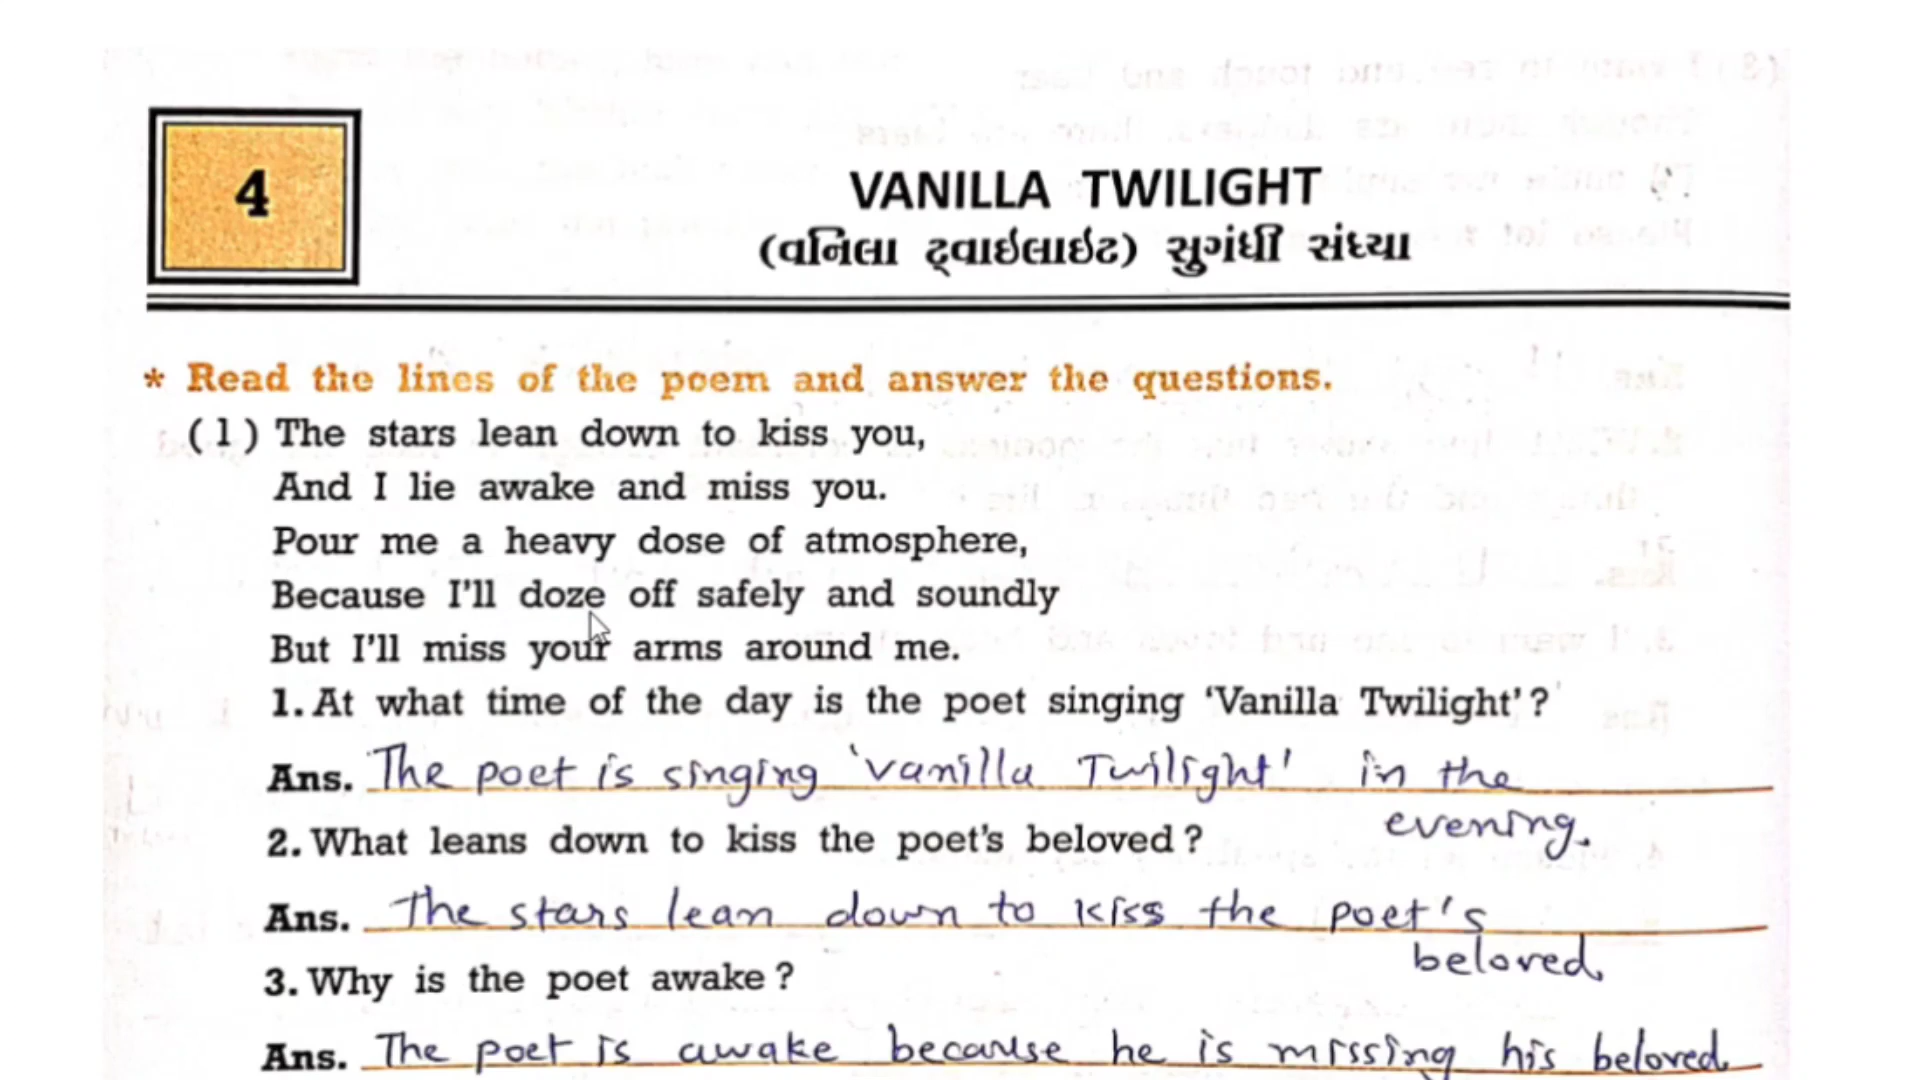 4
VANILLA TWILIGHT
(વનિલા ટ્વાઇલાઇટ) સુગંધી સંધ્યા
* Read the lines of the poem and answer the questions.
(1) The stars lean down to kiss you,
And I lie awake and miss you.
Pour me a heavy dose of atmosphere,
Because I'll doze off safely and soundly
But I'll miss your arms around me.
1. At what time of the day is the poet singing 'Vanilla Twilight'?
Ans. The poet is singing 'vanilla Twilight' in the
evening.
2. What leans down to kiss the poet's beloved?
Ans. The stars lean down to kiss the poet's
beloved.
3. Why is the poet awake?
Ans. The poet is awake because he is missing his beloved.